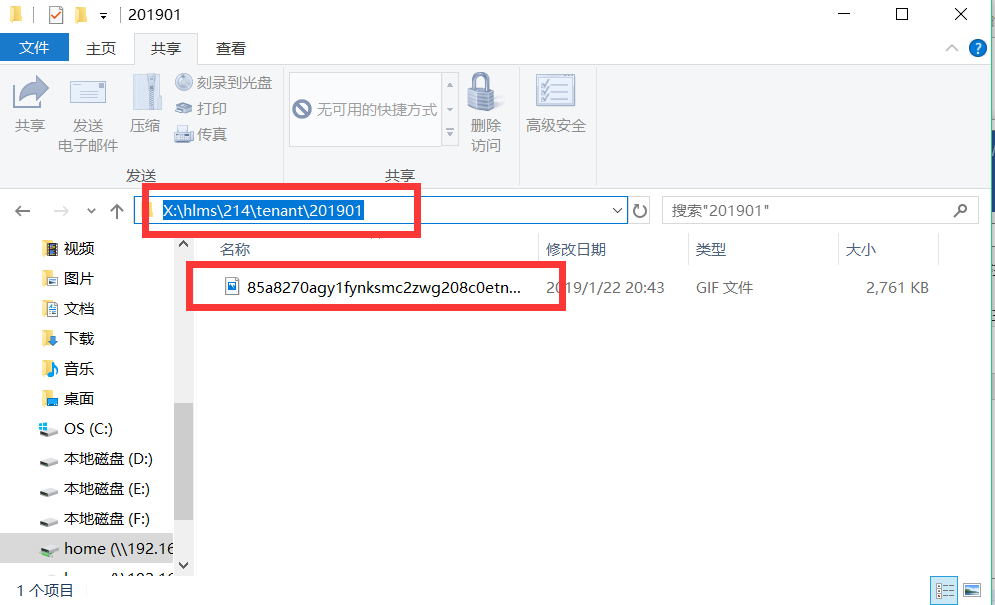 201901
文件 主页 共享 查看
共享
发送
电子邮件
压缩
刻录到光盘
打印
传真
发送
无可用的快捷方式
共享
删除
访问
高级安全
X:\hlms\214\tenant\201901
搜索"201901"
名称 修改日期 类型 大小
85a8270agy1fynksmc2zwg208c0etn... 2019/1/22 20:43 GIF 文件 2,761 KB
视频
图片
文档
下载
音乐
桌面
OS (C:)
本地磁盘 (D:)
本地磁盘 (E:)
本地磁盘 (F:)
home (\\192.16
1 个项目